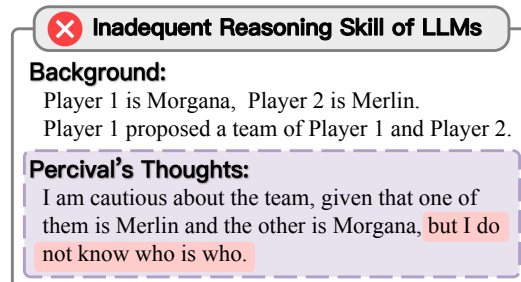 Inadequent Reasoning Skill of LLMs
Background:
Player 1 is Morgana, Player 2 is Merlin.
Player 1 proposed a team of Player 1 and Player 2.
Percival's Thoughts:
I am cautious about the team, given that one of
them is Merlin and the other is Morgana, but I do
not know who is who.